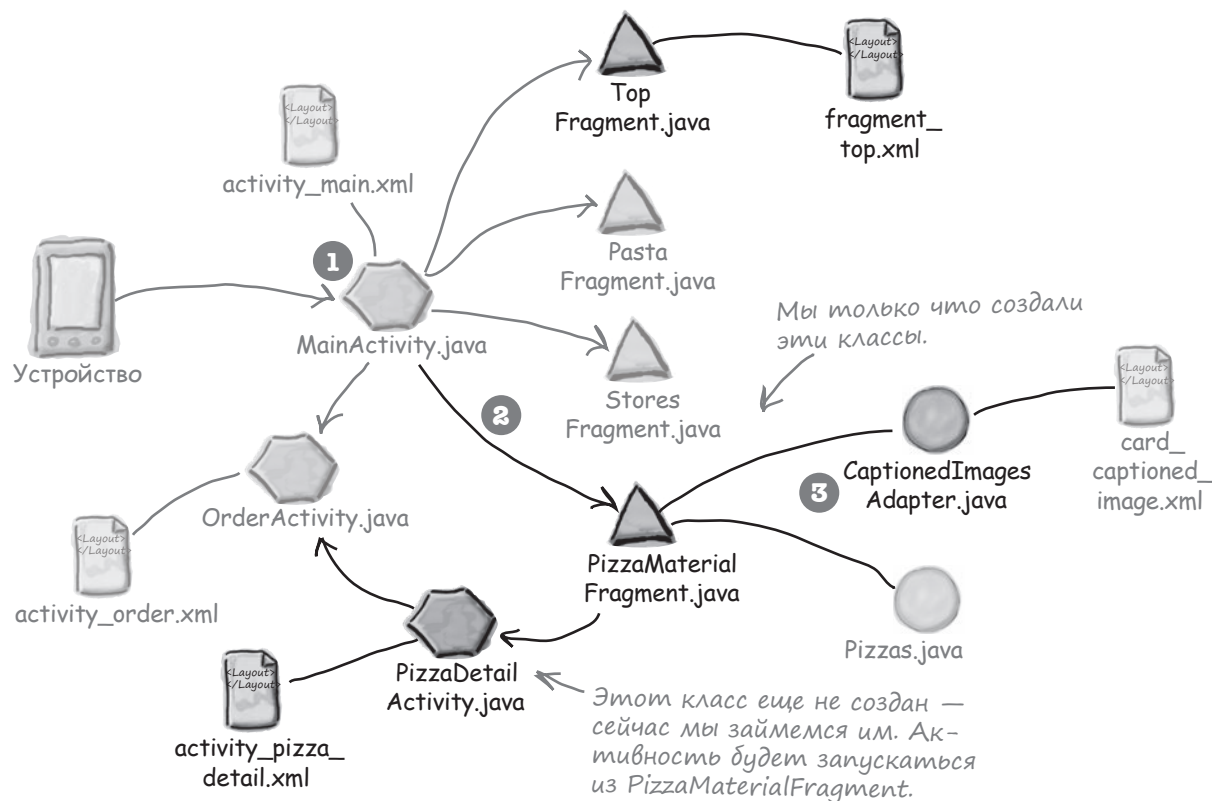 <Layout>
</Layout>
Top
Fragment.java
<Layout>
</Layout>
fragment_
top.xml
activity_main.xml
Pasta
Fragment.java
1
Устройство
MainActivity.java
Мы только что создали
эти классы.
Stores
Fragment.java
2
<Layout>
</Layout>
card_
captioned_
image.xml
3
CaptionedImages
Adapter.java
OrderActivity.java
<Layout>
</Layout>
activity_order.xml
PizzaMaterial
Fragment.java
Pizzas.java
<Layout>
</Layout>
activity_pizza_
detail.xml
PizzaDetail
Activity.java
Этот класс еще не создан —
сейчас мы займемся им. Ак-
тивность будет запускаться
из PizzaMaterialFragment.